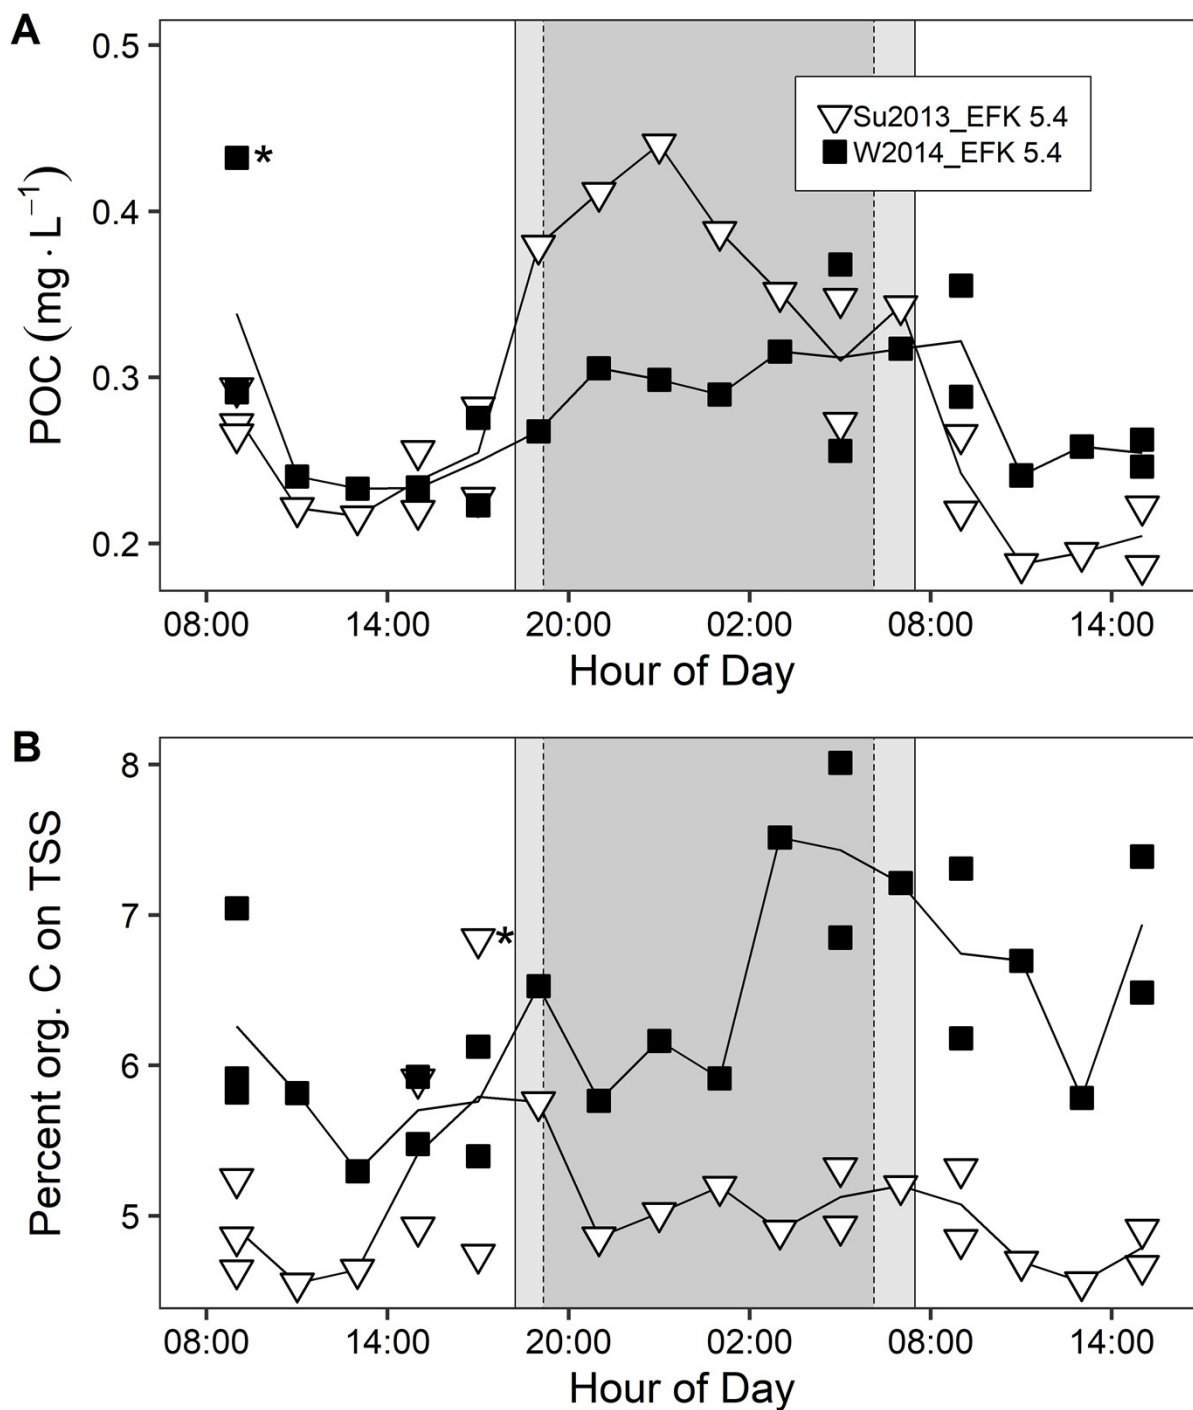 A
POC (mg · L⁻¹)
0.5
0.4
0.3
0.2
*
Su2013_EFK 5.4
W2014_EFK 5.4
08:00 14:00 20:00 02:00 08:00 14:00
Hour of Day
B
Percent org. C on TSS
8
7
6
5
*
08:00 14:00 20:00 02:00 08:00 14:00
Hour of Day